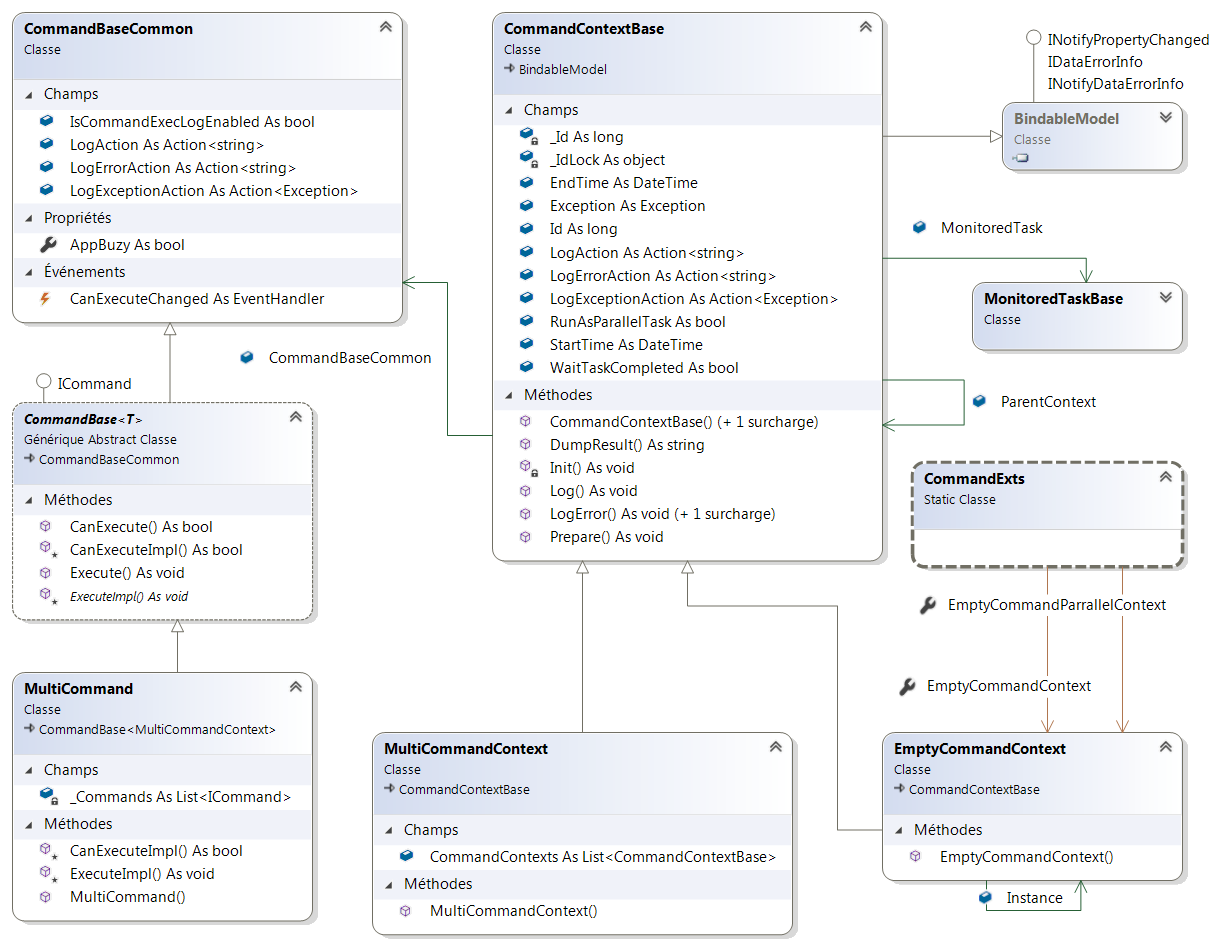 CommandBaseCommon
Classe
Champs
IsCommandExecLogEnabled As bool
LogAction As Action<string>
LogErrorAction As Action<string>
LogExceptionAction As Action<Exception>
Propriétés
AppBuzy As bool
Événements
CanExecuteChanged As EventHandler
CommandBaseCommon
ICommand
CommandBase<T>
Générique Abstract Classe
CommandBaseCommon
Méthodes
CanExecute() As bool
CanExecuteImpl() As bool
Execute() As void
ExecuteImpl() As void
MultiCommand
Classe
CommandBase<MultiCommandContext>
Champs
_Commands As List<ICommand>
Méthodes
CanExecuteImpl() As bool
ExecuteImpl() As void
MultiCommand()
CommandContextBase
Classe
BindableModel
Champs
_Id As long
_IdLock As object
EndTime As DateTime
Exception As Exception
Id As long
LogAction As Action<string>
LogErrorAction As Action<string>
LogExceptionAction As Action<Exception>
RunAsParallelTask As bool
StartTime As DateTime
WaitTaskCompleted As bool
Méthodes
CommandContextBase() (+ 1 surcharge)
DumpResult() As string
Init() As void
Log() As void
LogError() As void (+ 1 surcharge)
Prepare() As void
MultiCommandContext
Classe
CommandContextBase
Champs
CommandContexts As List<CommandContextBase>
Méthodes
MultiCommandContext()
INotifyPropertyChanged
IDataErrorInfo
INotifyDataErrorInfo
BindableModel
Classe
MonitoredTask
MonitoredTaskBase
Classe
ParentContext
CommandExts
Static Classe
EmptyCommandParrallelContext
EmptyCommandContext
EmptyCommandContext
Classe
CommandContextBase
Méthodes
EmptyCommandContext()
Instance